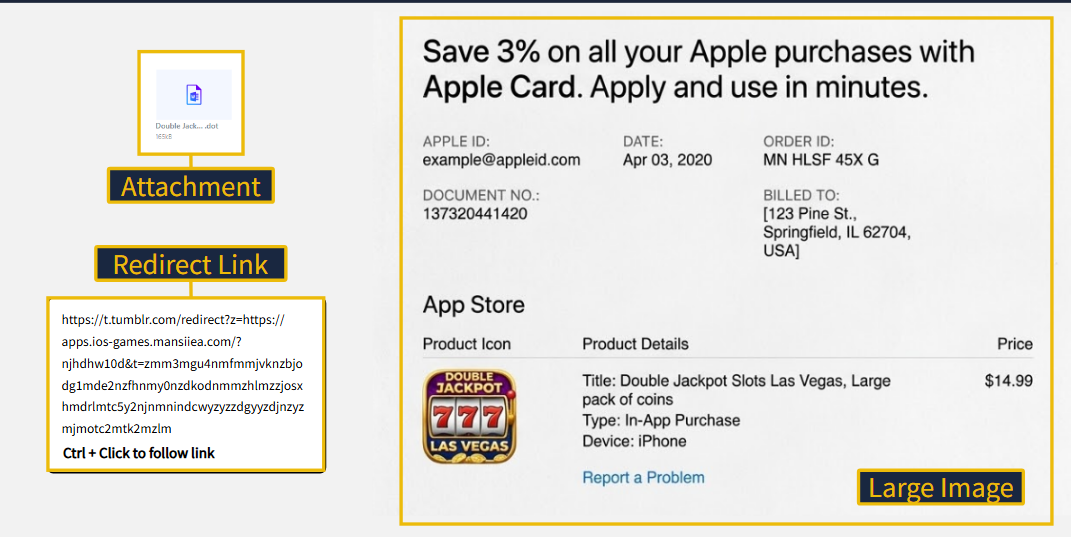 Double Jack... .dot
Attachment
Redirect Link
https://t.tumblr.com/redirect?z=https://
apps.ios-games.mansiiea.com/?
njhdhw10d&t=zmm3mgu4nmfmmjvknzbjo
dg1mde2nzfhnmy0nzdkodnmmzhlmzzjosx
hmdrlmtc5y2njnmnindcwyzyzzdgyyzdjnzyz
mjmotc2mtk2mzlm
Ctrl + Click to follow link
Save 3% on all your Apple purchases with
Apple Card. Apply and use in minutes.
APPLE ID: DATE: ORDER ID:
example@appleid.com Apr 03, 2020 MN HLSF 45X G
DOCUMENT NO.: BILLED TO:
137320441420 [123 Pine St.,
Springfield, IL 62704,
USA]
App Store
Product Icon Product Details Price
DOUBLE
JACKPOT
777
LAS VEGAS
Title: Double Jackpot Slots Las Vegas, Large $14.99
pack of coins
Type: In-App Purchase
Device: iPhone
Report a Problem
Large Image